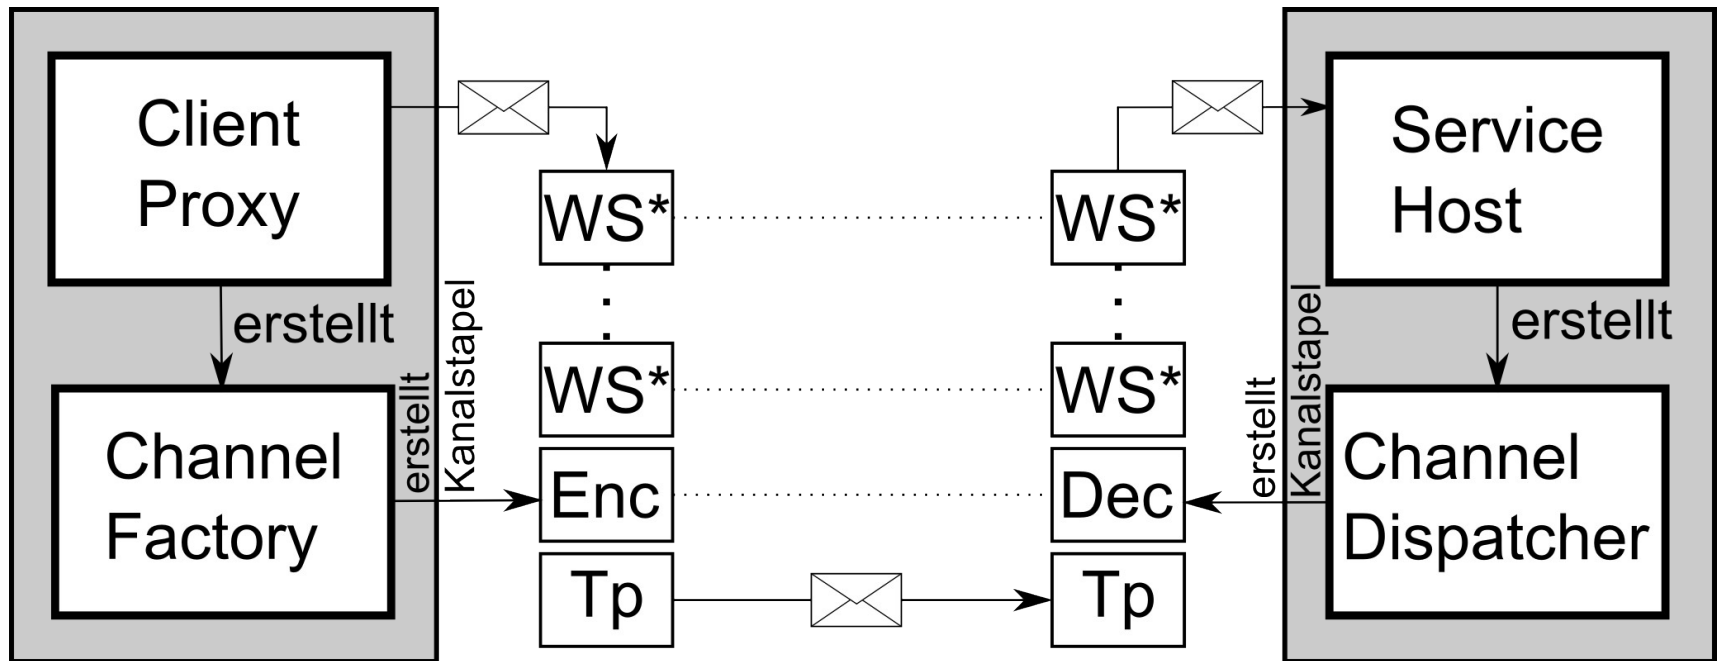 Client
Proxy
erstellt
Channel
Factory
erstellt
Kanalstapel
WS*
WS*
Enc
Tp
WS*
WS*
Dec
Tp
erstellt
Kanalstapel
Service
Host
erstellt
Channel
Dispatcher